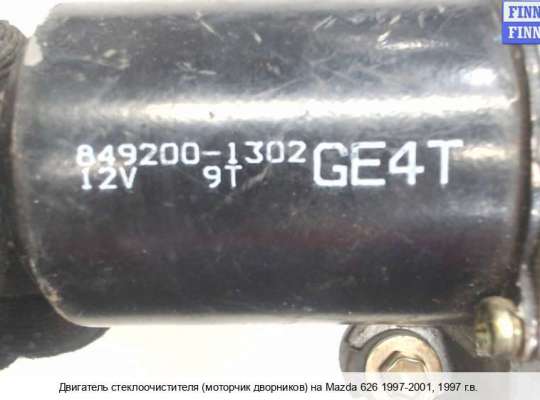 FINN
FINN
849200-1302 GE4T
12V 9T
Двигатель стеклоочистителя (моторчик дворников) на Mazda 626 1997-2001, 1997 г.в.